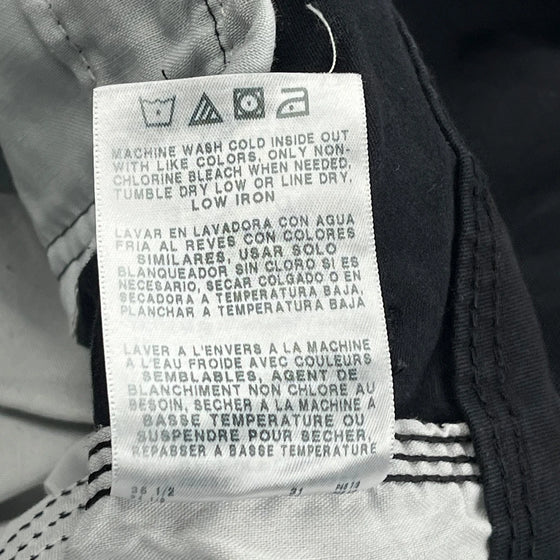 MACHINE WASH COLD INSIDE OUT
WITH LIKE COLORS, ONLY NON-
CHLORINE BLEACH WHEN NEEDED,
TUMBLE DRY LOW OR LINE DRY,
LOW IRON
LAVAR EN LAVADORA CON AGUA
FRIA AL REVES CON COLORES
SIMILARES, USAR SOLO
BLANQUEADOR SIN CLORO SI ES
NECESARIO, SECAR COLGADO O EN
SECADORA A TEMPERATURA BAJA,
PLANCHAR A TEMPERATURA BAJA
LAVER A L'ENVERS A LA MACHINE
A L'EAU FROIDE AVEC COULEURS
SEMBLABLES, AGENT DE
BLANCHIMENT NON CHLORE AU
BESOIN, SECHER A LA MACHINE A
BASSE TEMPERATURE OU
SUSPENDRE POUR SECHER,
REPASSER A BASSE TEMPERATURE